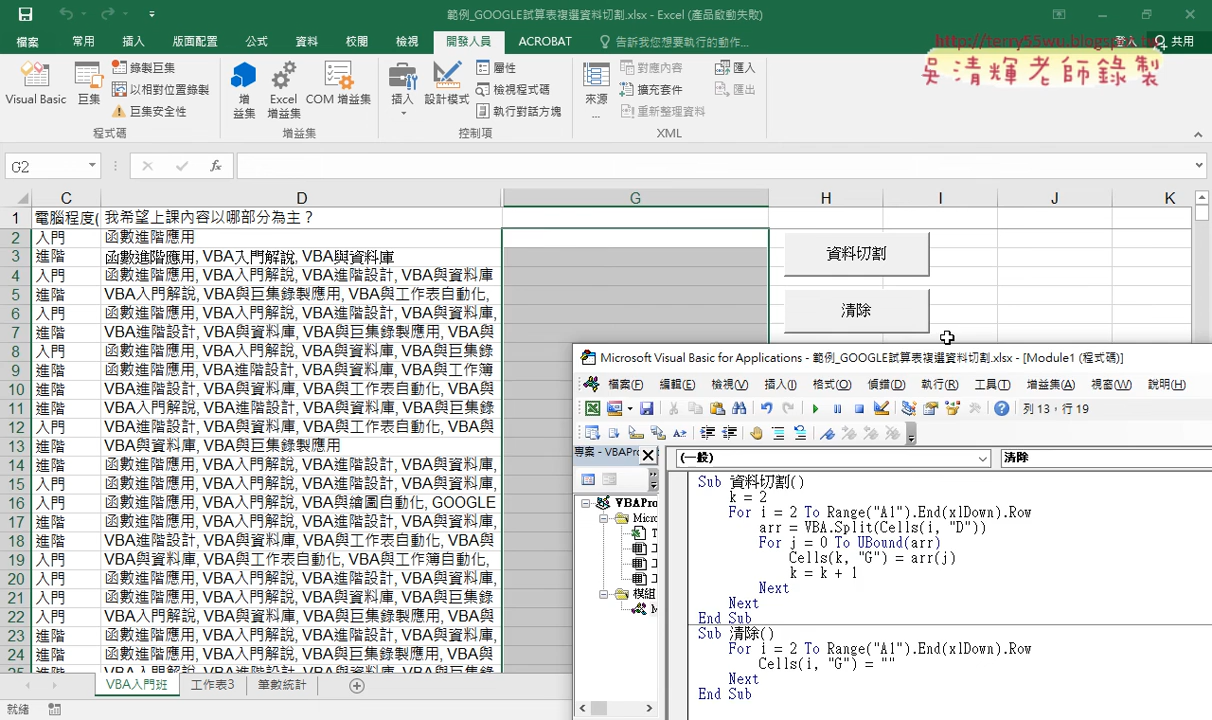 範例_GOOGLE試算表複選資料切割.xlsx - Excel (產品啟動失敗)
檔案 常用 插入 版面配置 公式 資料 校閱 檢視 開發人員 ACROBAT 告訴我您想要執行的動作... 登入 共用
http://terry55wu.blogspot.tw
吳清輝老師錄製
Visual Basic 巨集 錄製巨集 以相對位置錄製 巨集安全性 增益集 Excel 增益集 COM 增益集 插入 設計模式 屬性 檢視程式碼 執行對話方塊 來源... 對應內容 擴充套件 重新整理資料 匯入 匯出
程式碼 增益集 控制項 XML
G2 fx
C D G H I J K
1 電腦程度( 我希望上課內容以哪部分為主？
2 入門 函數進階應用
3 進階 函數進階應用, VBA入門解說, VBA與資料庫
4 入門 函數進階應用, VBA入門解說, VBA進階設計, VBA與資料庫
5 進階 VBA入門解說, VBA與巨集錄製應用, VBA與工作表自動化,
6 入門 函數進階應用, VBA入門解說, VBA進階設計, VBA與資料庫
7 進階 VBA進階設計, VBA與資料庫, VBA與巨集錄製應用, VBA與
8 入門 函數進階應用, VBA入門解說, VBA與資料庫, VBA與巨集錄
9 進階 函數進階應用, VBA進階設計, VBA與資料庫, VBA與工作簿
10 入門 函數進階應用, VBA與資料庫, VBA與工作表自動化, VBA與
11 入門 函數進階應用, VBA入門解說, VBA進階設計, VBA與巨集錄
12 入門 函數進階應用, VBA入門解說, VBA與工作表自動化, VBA與
13 進階 VBA與資料庫, VBA與巨集錄製應用
14 入門 函數進階應用, VBA入門解說, VBA進階設計, VBA與資料庫,
15 入門 函數進階應用, VBA入門解說, VBA進階設計, VBA與資料庫,
16 入門 函數進階應用, VBA入門解說, VBA與繪圖自動化, GOOGLE
17 進階 函數進階應用, VBA入門解說, VBA進階設計, VBA與資料庫,
18 進階 函數進階應用, VBA進階設計, VBA與工作表自動化, VBA與
19 入門 VBA與資料庫, VBA與工作表自動化, VBA與工作簿自動化,
20 進階 函數進階應用, VBA入門解說, VBA進階設計, VBA與資料庫,
21 入門 函數進階應用, VBA入門解說, VBA與資料庫, VBA與巨集錄
22 入門 VBA入門解說, VBA與資料庫, VBA與巨集錄製應用, VBA與
23 進階 函數進階應用, VBA入門解說, VBA進階設計, VBA與資料庫,
24 進階 函數進階應用, VBA與資料庫, VBA與巨集錄製應用, VBA與
資料切割
清除
VBA入門班 工作表3 筆數統計
就緒
Microsoft Visual Basic for Applications - 範例_GOOGLE試算表複選資料切割.xlsx - [Module1 (程式碼)]
檔案(F) 編輯(E) 檢視(V) 插入(I) 格式(O) 偵錯(D) 執行(R) 工具(T) 增益集(A) 視窗(W) 說明(H)
列 13，行 19
專案 - VBAPro
VBAPro
Micro
模組
(一般) 清除
Sub 資料切割()
k = 2
For i = 2 To Range("A1").End(xlDown).Row
arr = VBA.Split(Cells(i, "D"))
For j = 0 To UBound(arr)
Cells(k, "G") = arr(j)
k = k + 1
Next
Next
End Sub
Sub 清除()
For i = 2 To Range("A1").End(xlDown).Row
Cells(i, "G") = ""
Next
End Sub